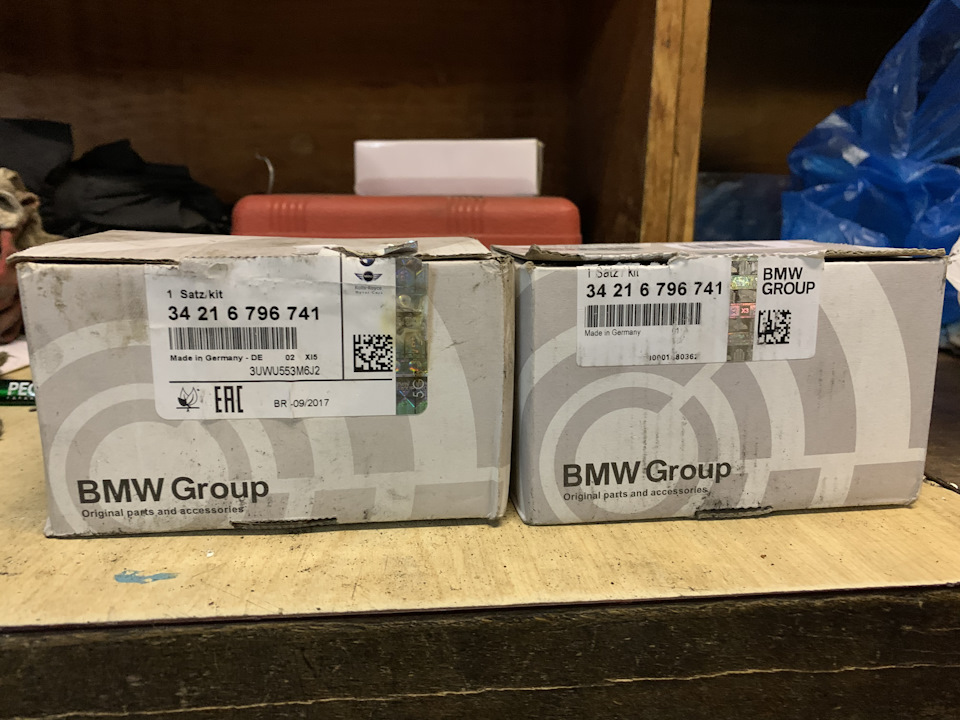 1 Satz/kit
34 21 6 796 741
Made in Germany - DE 02 XI5
3UWU553M6J2
EAC
BR -09/2017
BMW Group
Original parts and accessories
1 Satz / kit
34 21 6 796 741
Made in Germany
BMW
GROUP
BMW Group
Original parts and accessories
PEC